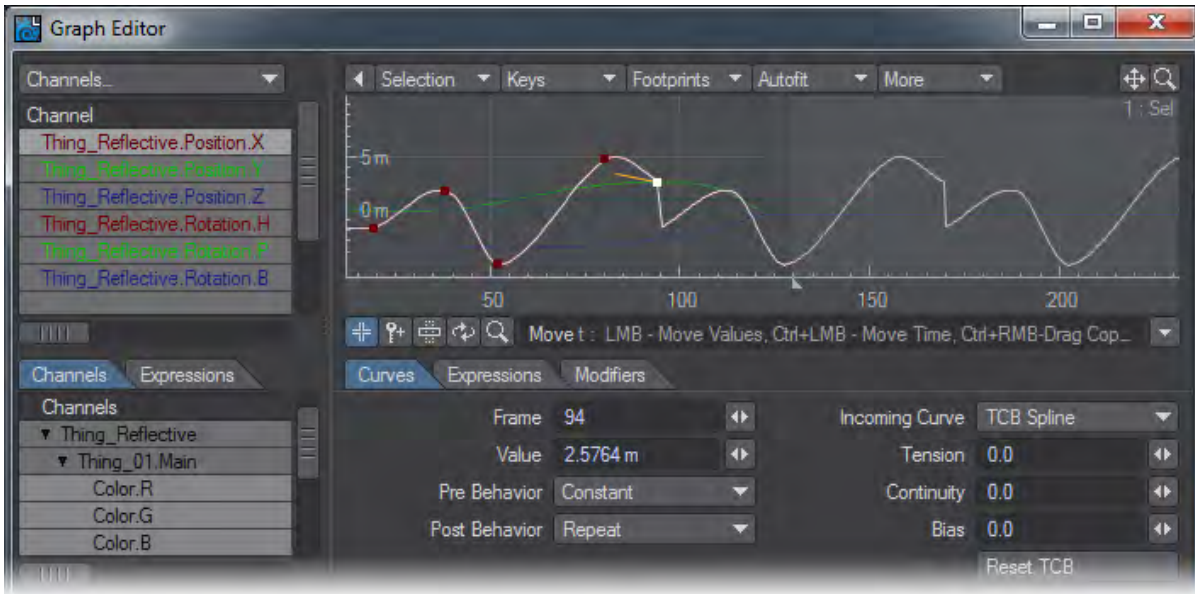 Graph Editor
Channels...
Selection Keys Footprints Autofit More
Channel
1 : Sel
Thing_Reflective.Position.X
Thing_Reflective.Position.Y
Thing_Reflective.Position.Z
Thing_Reflective.Rotation.H
Thing_Reflective.Rotation.P
Thing_Reflective.Rotation.B
5 m
0 m
50 100 150 200
Move t : LMB - Move Values, Ctrl+LMB - Move Time, Ctrl+RMB-Drag Cop...
Channels Expressions
Curves Expressions Modifiers
Channels
Thing_Reflective
Thing_01.Main
Color.R
Color.G
Color.B
Frame 94
Value 2.5764 m
Pre Behavior Constant
Post Behavior Repeat
Incoming Curve TCB Spline
Tension 0.0
Continuity 0.0
Bias 0.0
Reset TCB